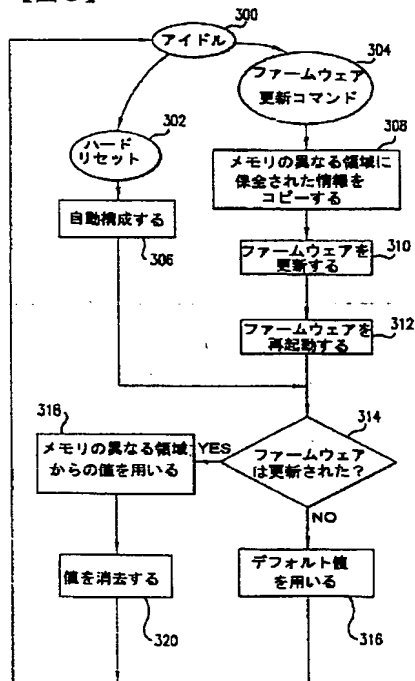 300
アイドル
304
ファームウェア
更新コマンド
302
ハード
リセット
308
メモリの異なる領域に
保全された情報を
コピーする
自動構成する
306
ファームウェアを
更新する
310
ファームウェアを
再起動する
312
314
ファームウェア
は更新された?
318
メモリの異なる領域
からの値を用いる
YES
NO
値を消去する
320
デフォルト値
を用いる
316